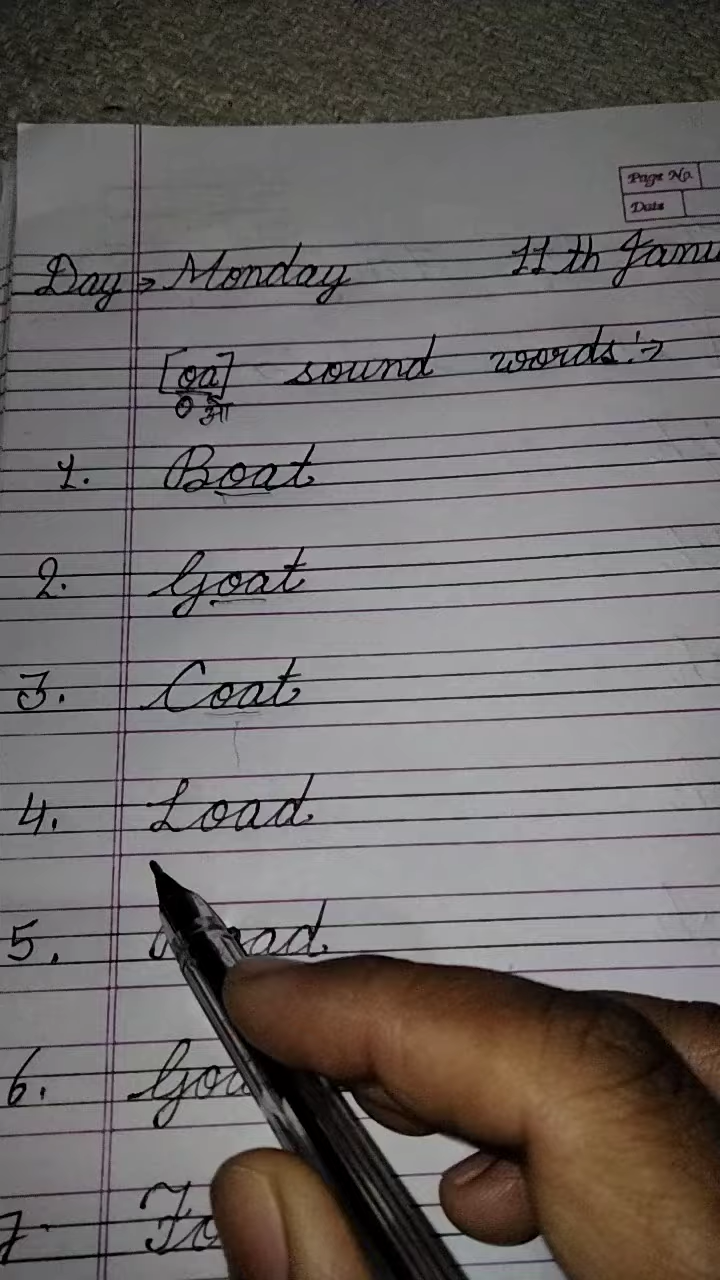 Page No.
Date
Day → Monday 11th
[oa] sound words :→
ओ
1. Boat
2. Goat
3. Coat
4. Load
5.
6.
7.